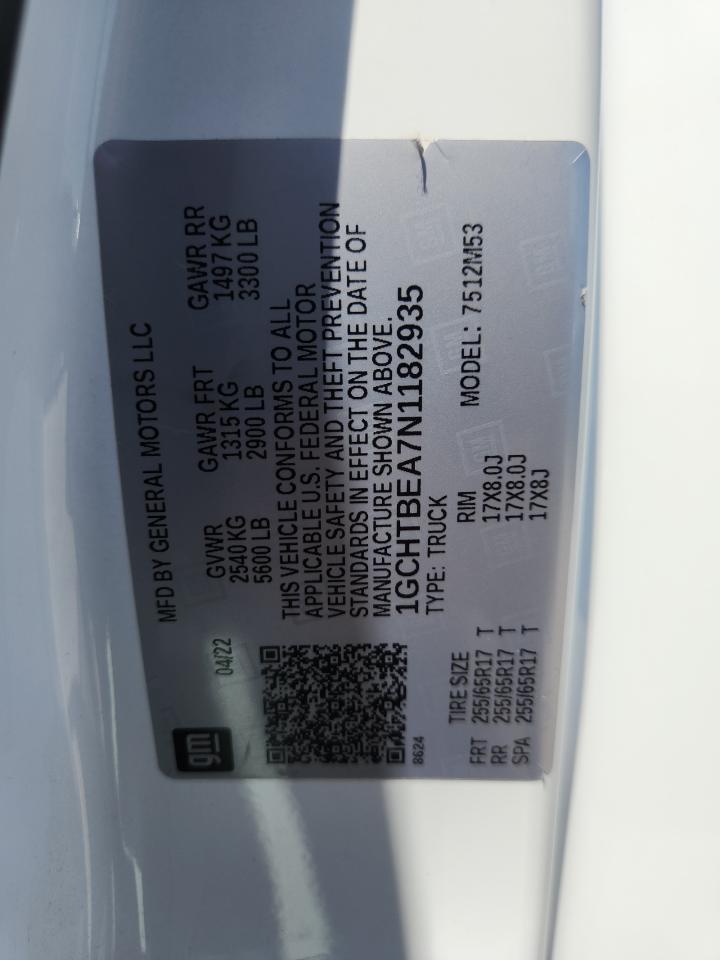 gm
MFD BY GENERAL MOTORS LLC
04/22
GVWR GAWR FRT GAWR RR
2540 KG 1315 KG 1497 KG
5600 LB 2900 LB 3300 LB
THIS VEHICLE CONFORMS TO ALL
APPLICABLE U.S. FEDERAL MOTOR
VEHICLE SAFETY AND THEFT PREVENTION
STANDARDS IN EFFECT ON THE DATE OF
MANUFACTURE SHOWN ABOVE.
1GCHTBEA7N1182935
8624
TYPE: TRUCK
MODEL: 7512M53
TIRE SIZE RIM
FRT 255/65R17 T 17X8.0J
RR 255/65R17 T 17X8.0J
SPA 255/65R17 T 17X8J